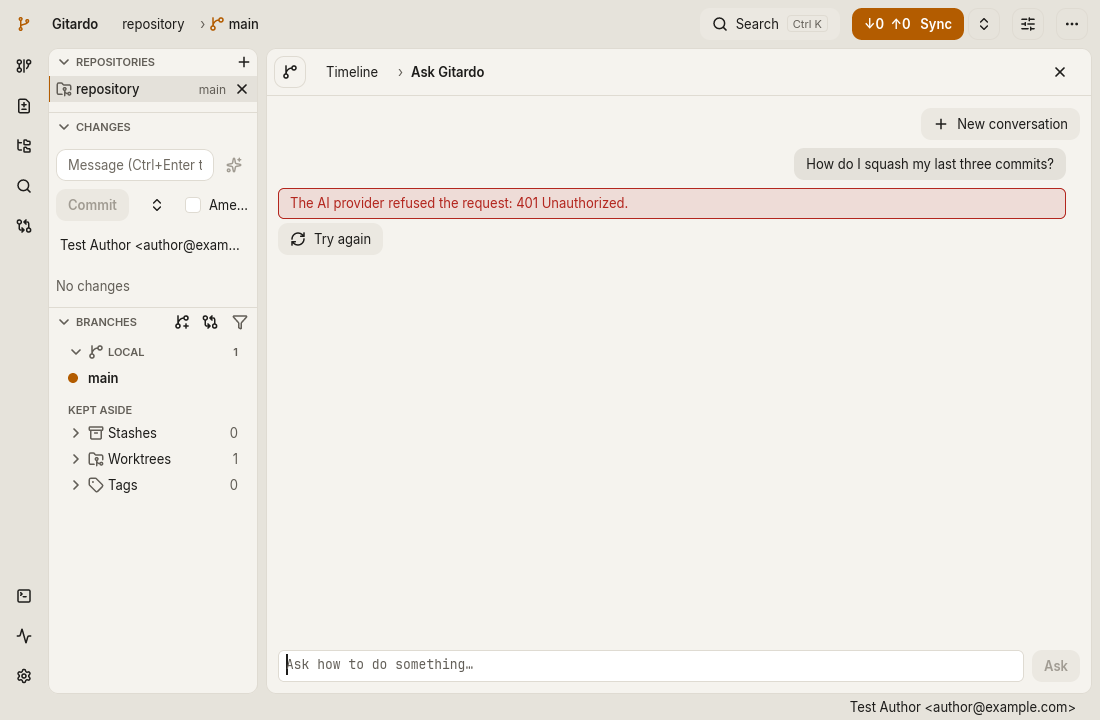 Gitardo repository › main Search Ctrl K ↓0 ↑0 Sync
REPOSITORIES
repository main
CHANGES
Message (Ctrl+Enter t
Commit Ame...
Test Author <author@exam...
No changes
BRANCHES
LOCAL 1
main
KEPT ASIDE
Stashes 0
Worktrees 1
Tags 0
Timeline › Ask Gitardo
New conversation
How do I squash my last three commits?
The AI provider refused the request: 401 Unauthorized.
Try again
Ask how to do something… Ask
Test Author <author@example.com>